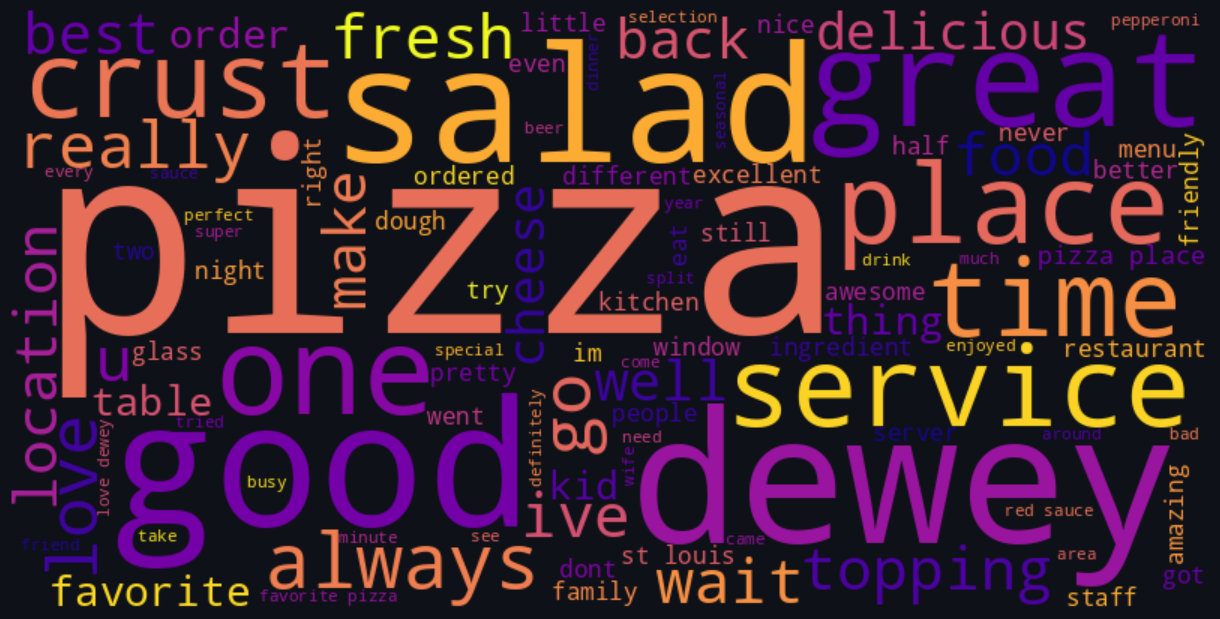 best
order
fresh
little
selection
back
nice
delicious
pepperoni
crust
salad
great
even
dinner
seasonal
beer
really
right
half
never
food
menu
better
friendly
every
sauce
ordered
different
excellent
pizza
make
dough
cheese
year
place
perfect
super
two
night
eat
still
drink
much
pizza place
split
try
kitchen
awesome
time
thing
location
u
glass
one
special
im
window
come
ingredient
enjoyed
restaurant
pretty
table
went
go
well
people
service
love
love dewey
tried
good
definitely
need
wife
server
around
bad
dewey
busy
kid
ive
red sauce
amazing
take
friend
minute
see
always
came
st louis
area
dont
topping
got
favorite
favorite pizza
family
wait
staff